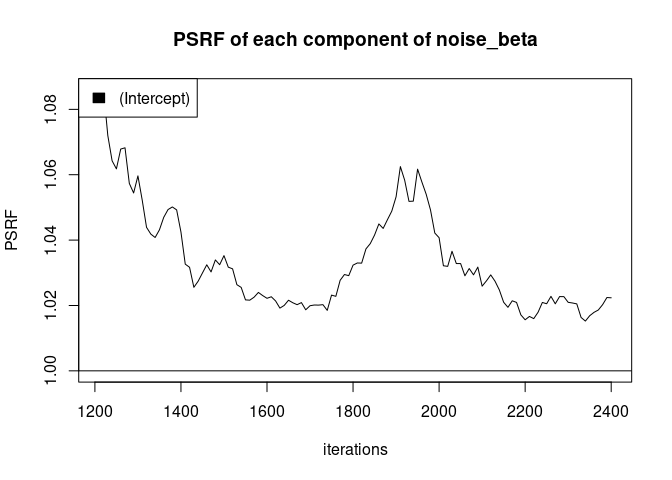 PSRF of each component of noise_beta
(Intercept)
PSRF
1.08
1.06
1.04
1.02
1.00
1200 1400 1600 1800 2000 2200 2400
iterations